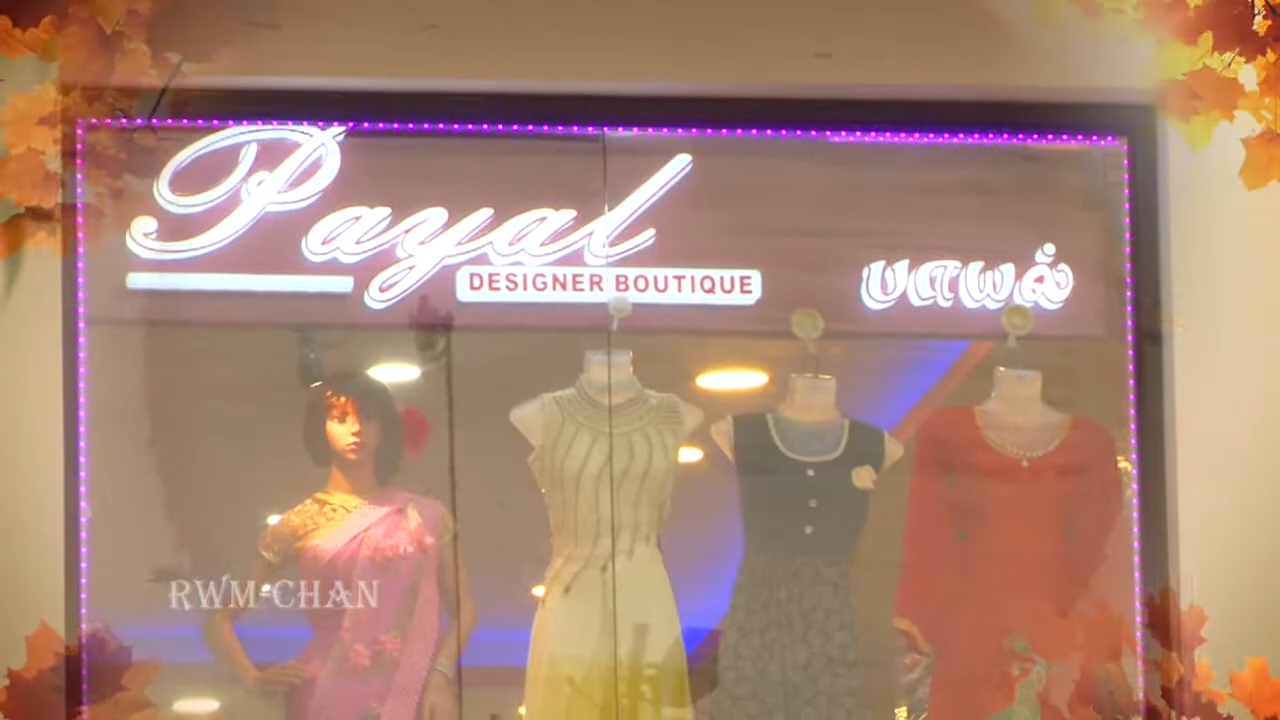 Payal
DESIGNER BOUTIQUE
பாயல்
RWM-CHAN